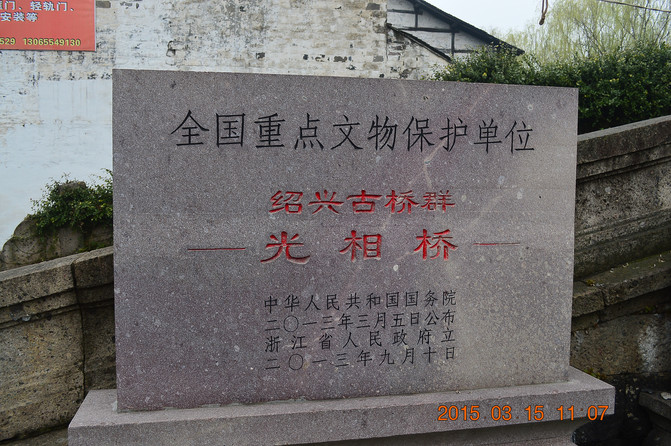 门、轻轨门、
安装等
529 13065549130
全国重点文物保护单位
绍兴古桥群
— 光相桥 —
中华人民共和国国务院
二〇一三年三月五日公布
浙江省人民政府立
二〇一三年九月十日
2015 03 15 11 07